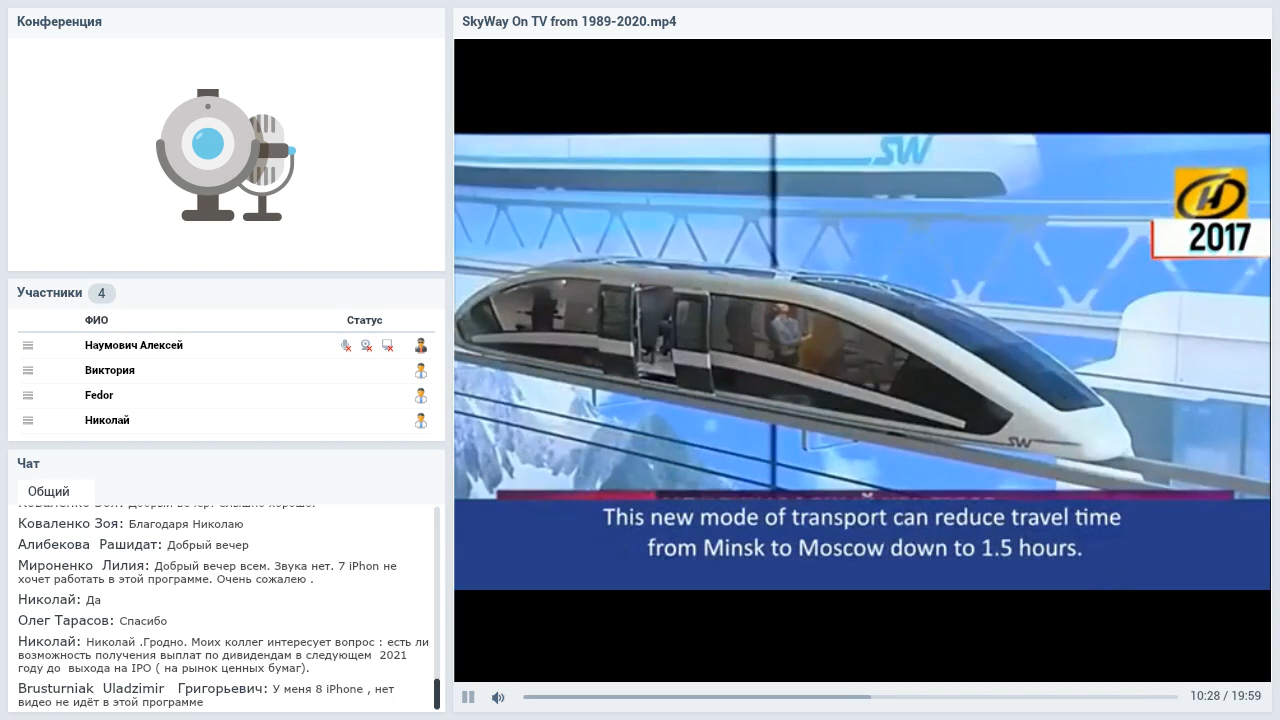 Конференция
Участники 4
ФИО Статус
Наумович Алексей
Виктория
Fedor
Николай
Чат
Общий
Коваленко Зоя: Благодаря Николаю
Алибекова Рашидат: Добрый вечер
Мироненко Лилия: Добрый вечер всем. Звука нет. 7 iPhon не
хочет работать в этой программе. Очень сожалею .
Николай: Да
Олег Тарасов: Спасибо
Николай: Николай .Гродно. Моих коллег интересует вопрос : есть ли
возможность получения выплат по дивидендам в следующем 2021
году до выхода на IPO ( на рынок ценных бумаг).
Brusturniak Uladzimir Григорьевич: У меня 8 iPhone , нет
видео не идёт в этой программе
SkyWay On TV from 1989-2020.mp4
SW
H
2017
SW
This new mode of transport can reduce travel time
from Minsk to Moscow down to 1.5 hours.
10:28 / 19:59